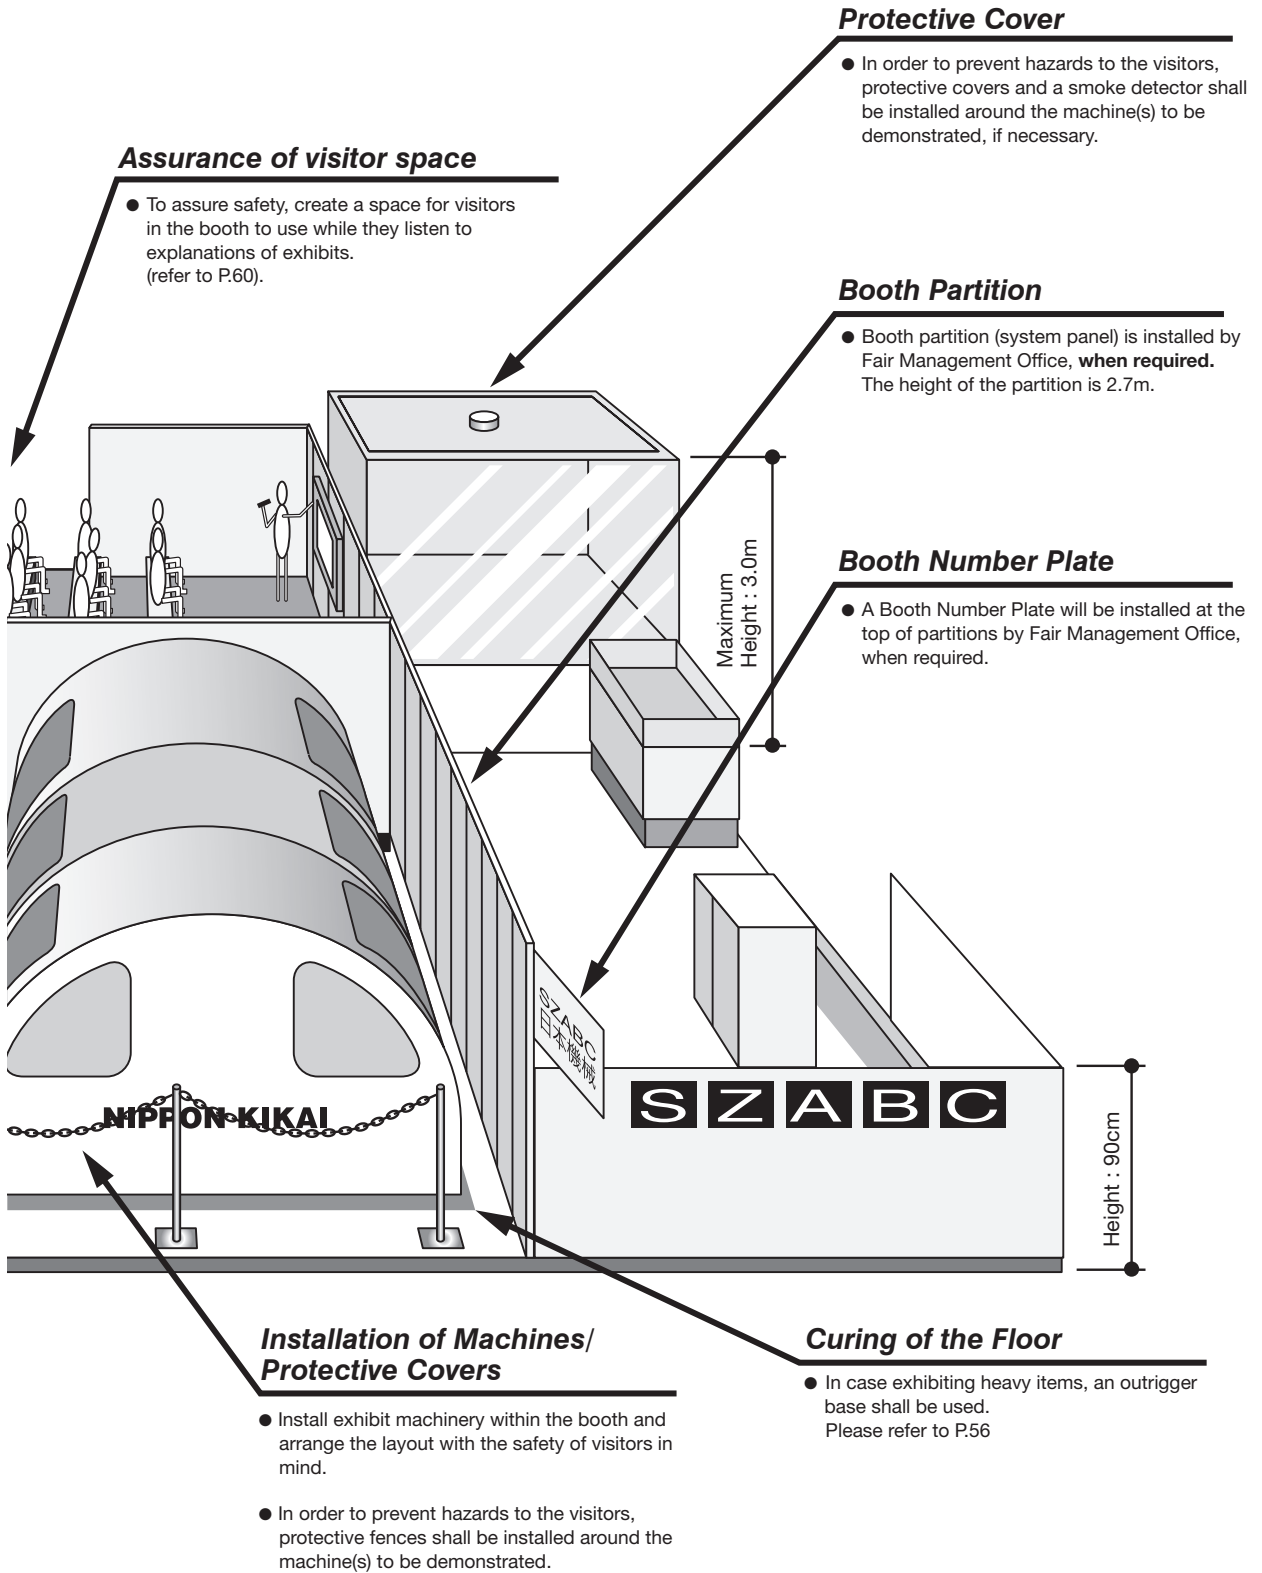 Protective Cover
● In order to prevent hazards to the visitors,
protective covers and a smoke detector shall
be installed around the machine(s) to be
demonstrated, if necessary.
Assurance of visitor space
● To assure safety, create a space for visitors
in the booth to use while they listen to
explanations of exhibits.
(refer to P.60).
Booth Partition
● Booth partition (system panel) is installed by
Fair Management Office, when required.
The height of the partition is 2.7m.
Maximum
Height : 3.0m
Booth Number Plate
● A Booth Number Plate will be installed at the
top of partitions by Fair Management Office,
when required.
SZABC
日本機械
SZABC
NIPPON KIKAI
Height : 90cm
Installation of Machines/
Protective Covers
● Install exhibit machinery within the booth and
arrange the layout with the safety of visitors in
mind.
● In order to prevent hazards to the visitors,
protective fences shall be installed around the
machine(s) to be demonstrated.
Curing of the Floor
● In case exhibiting heavy items, an outrigger
base shall be used.
Please refer to P.56